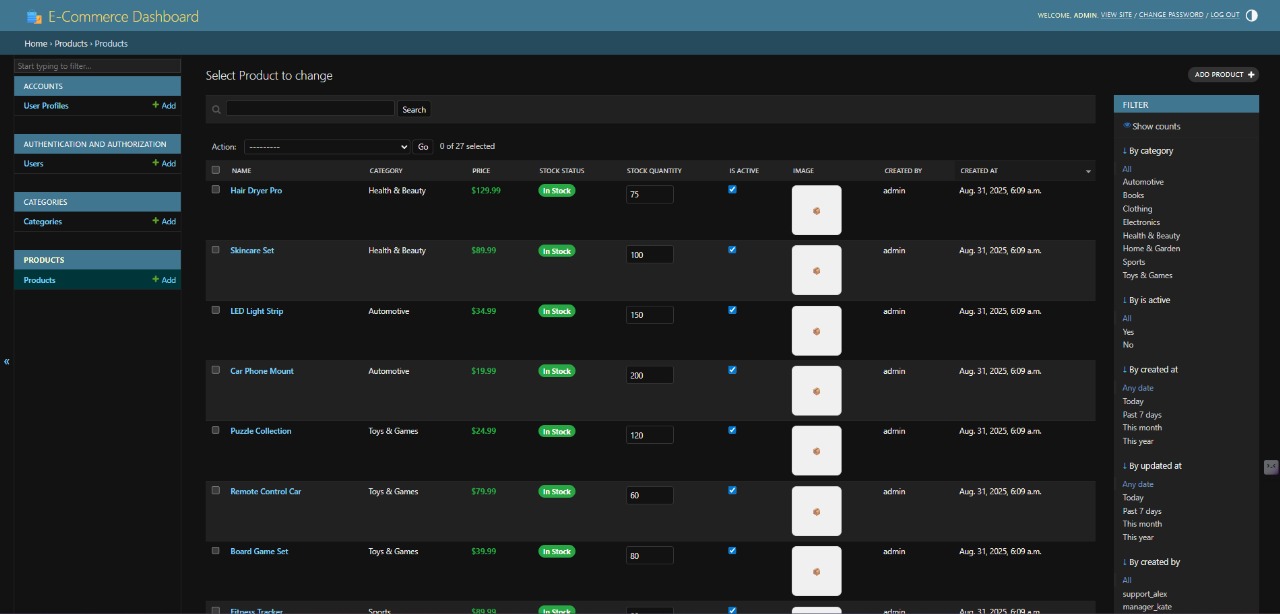 E-Commerce Dashboard
WELCOME, ADMIN. VIEW SITE / CHANGE PASSWORD / LOG OUT
Home › Products › Products
Start typing to filter...
ACCOUNTS
User Profiles + Add
AUTHENTICATION AND AUTHORIZATION
Users + Add
CATEGORIES
Categories + Add
PRODUCTS
Products + Add
«
Select Product to change
ADD PRODUCT +
Search
Action: --------- Go 0 of 27 selected
NAME CATEGORY PRICE STOCK STATUS STOCK QUANTITY IS ACTIVE IMAGE CREATED BY CREATED AT
Hair Dryer Pro Health & Beauty $129.99 In Stock 75 admin Aug. 31, 2025, 6:09 a.m.
Skincare Set Health & Beauty $89.99 In Stock 100 admin Aug. 31, 2025, 6:09 a.m.
LED Light Strip Automotive $34.99 In Stock 150 admin Aug. 31, 2025, 6:09 a.m.
Car Phone Mount Automotive $19.99 In Stock 200 admin Aug. 31, 2025, 6:09 a.m.
Puzzle Collection Toys & Games $24.99 In Stock 120 admin Aug. 31, 2025, 6:09 a.m.
Remote Control Car Toys & Games $79.99 In Stock 60 admin Aug. 31, 2025, 6:09 a.m.
Board Game Set Toys & Games $39.99 In Stock 80 admin Aug. 31, 2025, 6:09 a.m.
Fitness Tracker Sports $89.99 In Stock admin Aug. 31, 2025, 6:09 a.m.
FILTER
Show counts
↓ By category
All
Automotive
Books
Clothing
Electronics
Health & Beauty
Home & Garden
Sports
Toys & Games
↓ By is active
All
Yes
No
↓ By created at
Any date
Today
Past 7 days
This month
This year
↓ By updated at
Any date
Today
Past 7 days
This month
This year
↓ By created by
All
support_alex
manager_kate